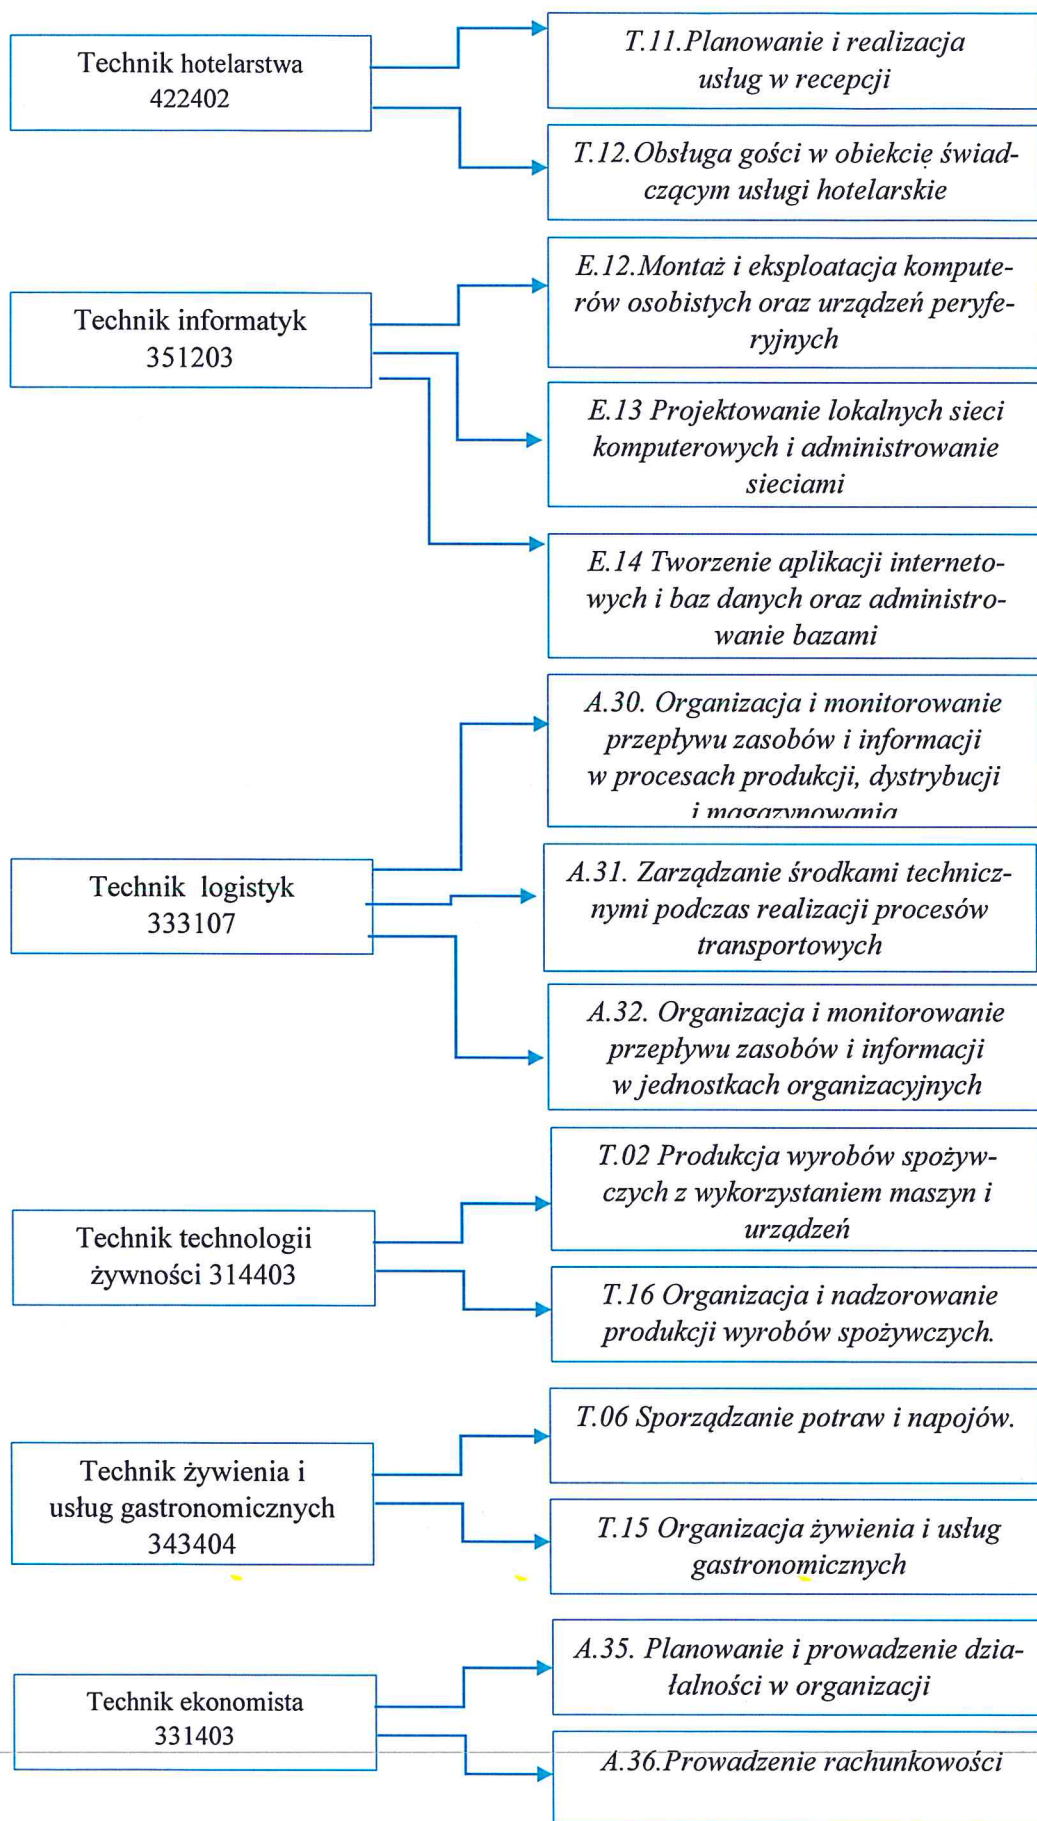 Technik hotelarstwa
422402
T.11.Planowanie i realizacja
usług w recepcji
T.12.Obsługa gości w obiekcie świad-
czącym usługi hotelarskie
Technik informatyk
351203
E.12.Montaż i eksploatacja kompute-
rów osobistych oraz urządzeń peryfe-
ryjnych
E.13 Projektowanie lokalnych sieci
komputerowych i administrowanie
sieciami
E.14 Tworzenie aplikacji interneto-
wych i baz danych oraz administro-
wanie bazami
Technik logistyk
333107
A.30. Organizacja i monitorowanie
przepływu zasobów i informacji
w procesach produkcji, dystrybucji
i magazynowania
A.31. Zarządzanie środkami technicz-
nymi podczas realizacji procesów
transportowych
A.32. Organizacja i monitorowanie
przepływu zasobów i informacji
w jednostkach organizacyjnych
Technik technologii
żywności 314403
T.02 Produkcja wyrobów spożyw-
czych z wykorzystaniem maszyn i
urządzeń
T.16 Organizacja i nadzorowanie
produkcji wyrobów spożywczych.
Technik żywienia i
usług gastronomicznych
343404
T.06 Sporządzanie potraw i napojów.
T.15 Organizacja żywienia i usług
gastronomicznych
Technik ekonomista
331403
A.35. Planowanie i prowadzenie dzia-
łalności w organizacji
A.36.Prowadzenie rachunkowości